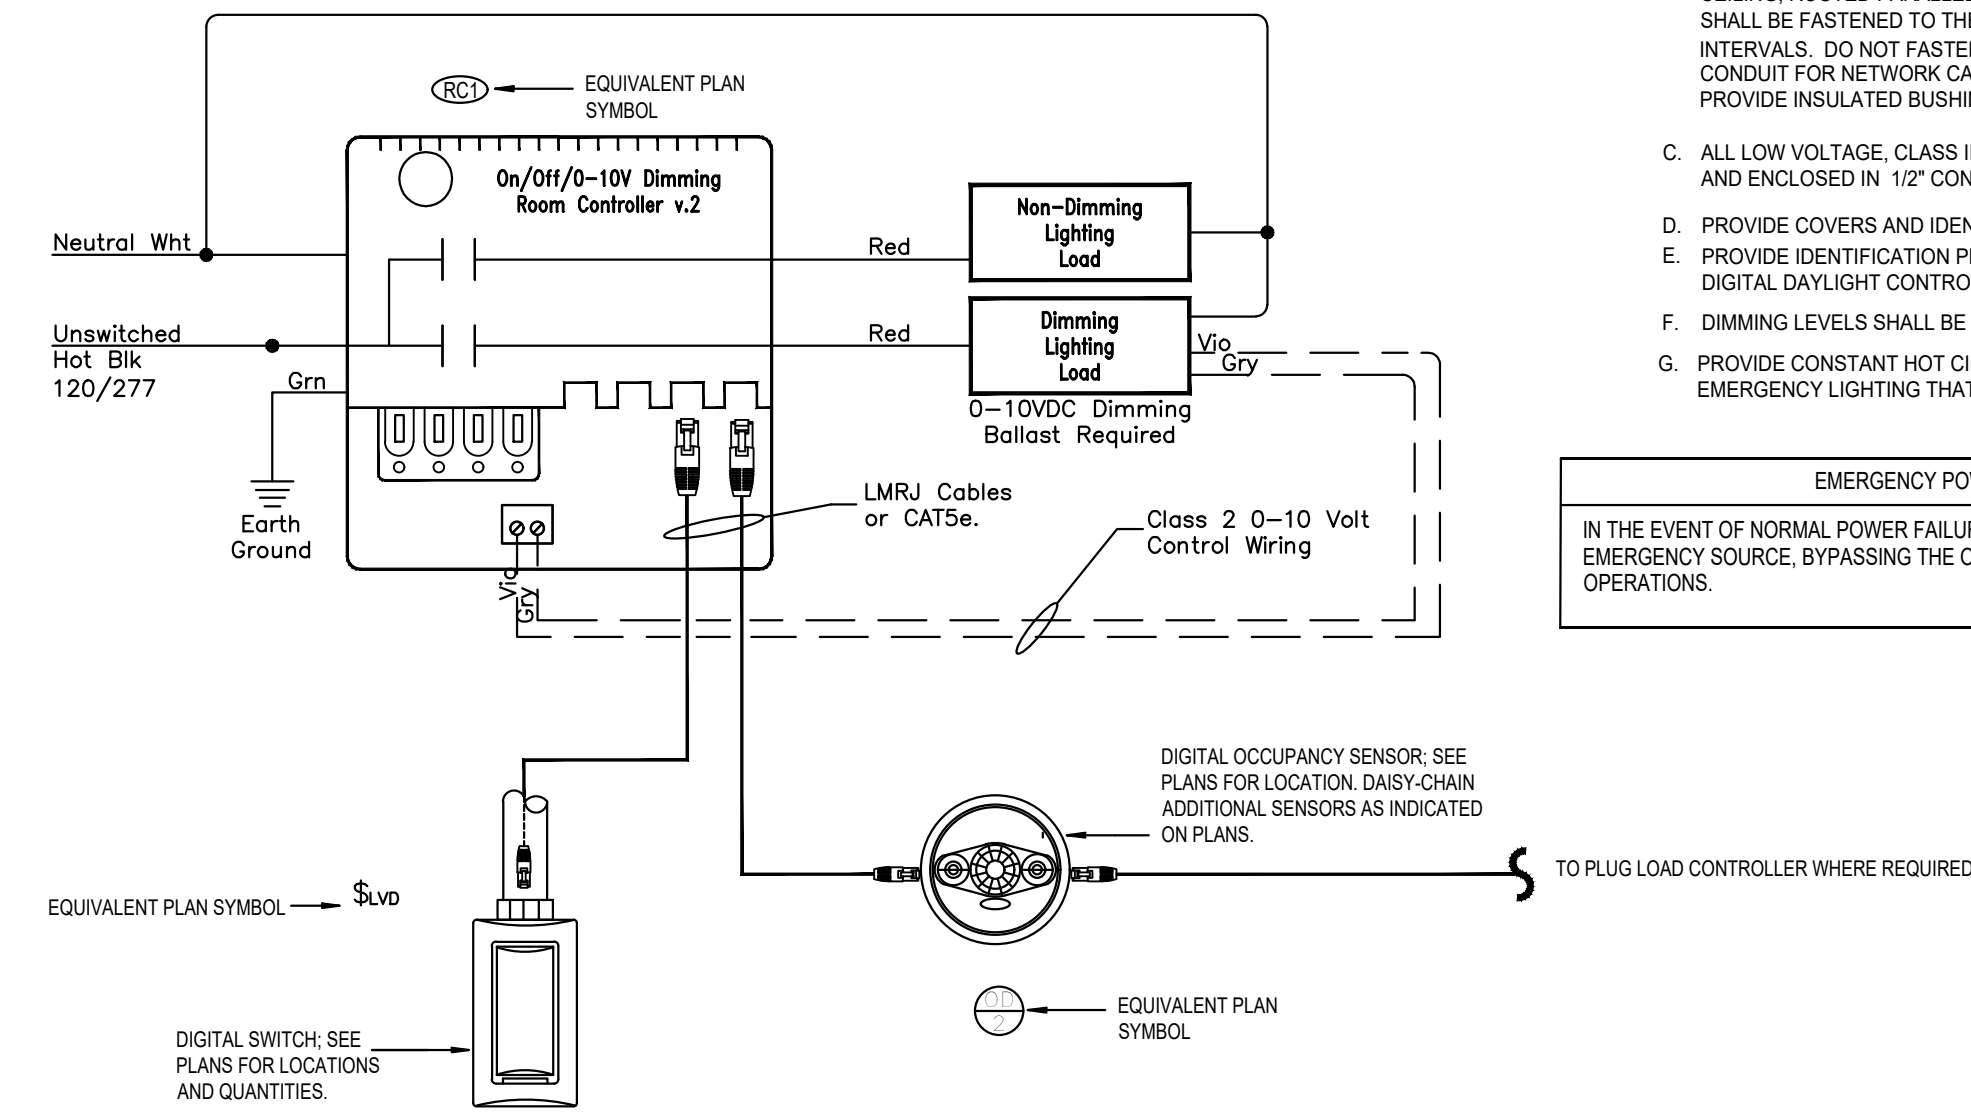 RC1
EQUIVALENT PLAN
SYMBOL
On/Off/0-10V Dimming
Room Controller v.2
Neutral Wht
Unswitched
Hot Blk
120/277
Grn
Earth
Ground
Red
Red
Non-Dimming
Lighting
Load
Dimming
Lighting
Load
Vio
Gry
0-10VDC Dimming
Ballast Required
LMRJ Cables
or CAT5e.
Class 2 0-10 Volt
Control Wiring
Vio
Gry
DIGITAL OCCUPANCY SENSOR; SEE
PLANS FOR LOCATION. DAISY-CHAIN
ADDITIONAL SENSORS AS INDICATED
ON PLANS.
TO PLUG LOAD CONTROLLER WHERE REQUIRED
EQUIVALENT PLAN SYMBOL
$LVD
DIGITAL SWITCH; SEE
PLANS FOR LOCATIONS
AND QUANTITIES.
OD
2
EQUIVALENT PLAN
SYMBOL
SHALL BE FASTENED TO THE
INTERVALS. DO NOT FASTE
CONDUIT FOR NETWORK CA
PROVIDE INSULATED BUSHI
C. ALL LOW VOLTAGE, CLASS I
AND ENCLOSED IN 1/2" CON
D. PROVIDE COVERS AND IDEN
E. PROVIDE IDENTIFICATION P
DIGITAL DAYLIGHT CONTRO
F. DIMMING LEVELS SHALL BE
G. PROVIDE CONSTANT HOT CI
EMERGENCY LIGHTING THAT
EMERGENCY PO
IN THE EVENT OF NORMAL POWER FAILU
EMERGENCY SOURCE, BYPASSING THE C
OPERATIONS.